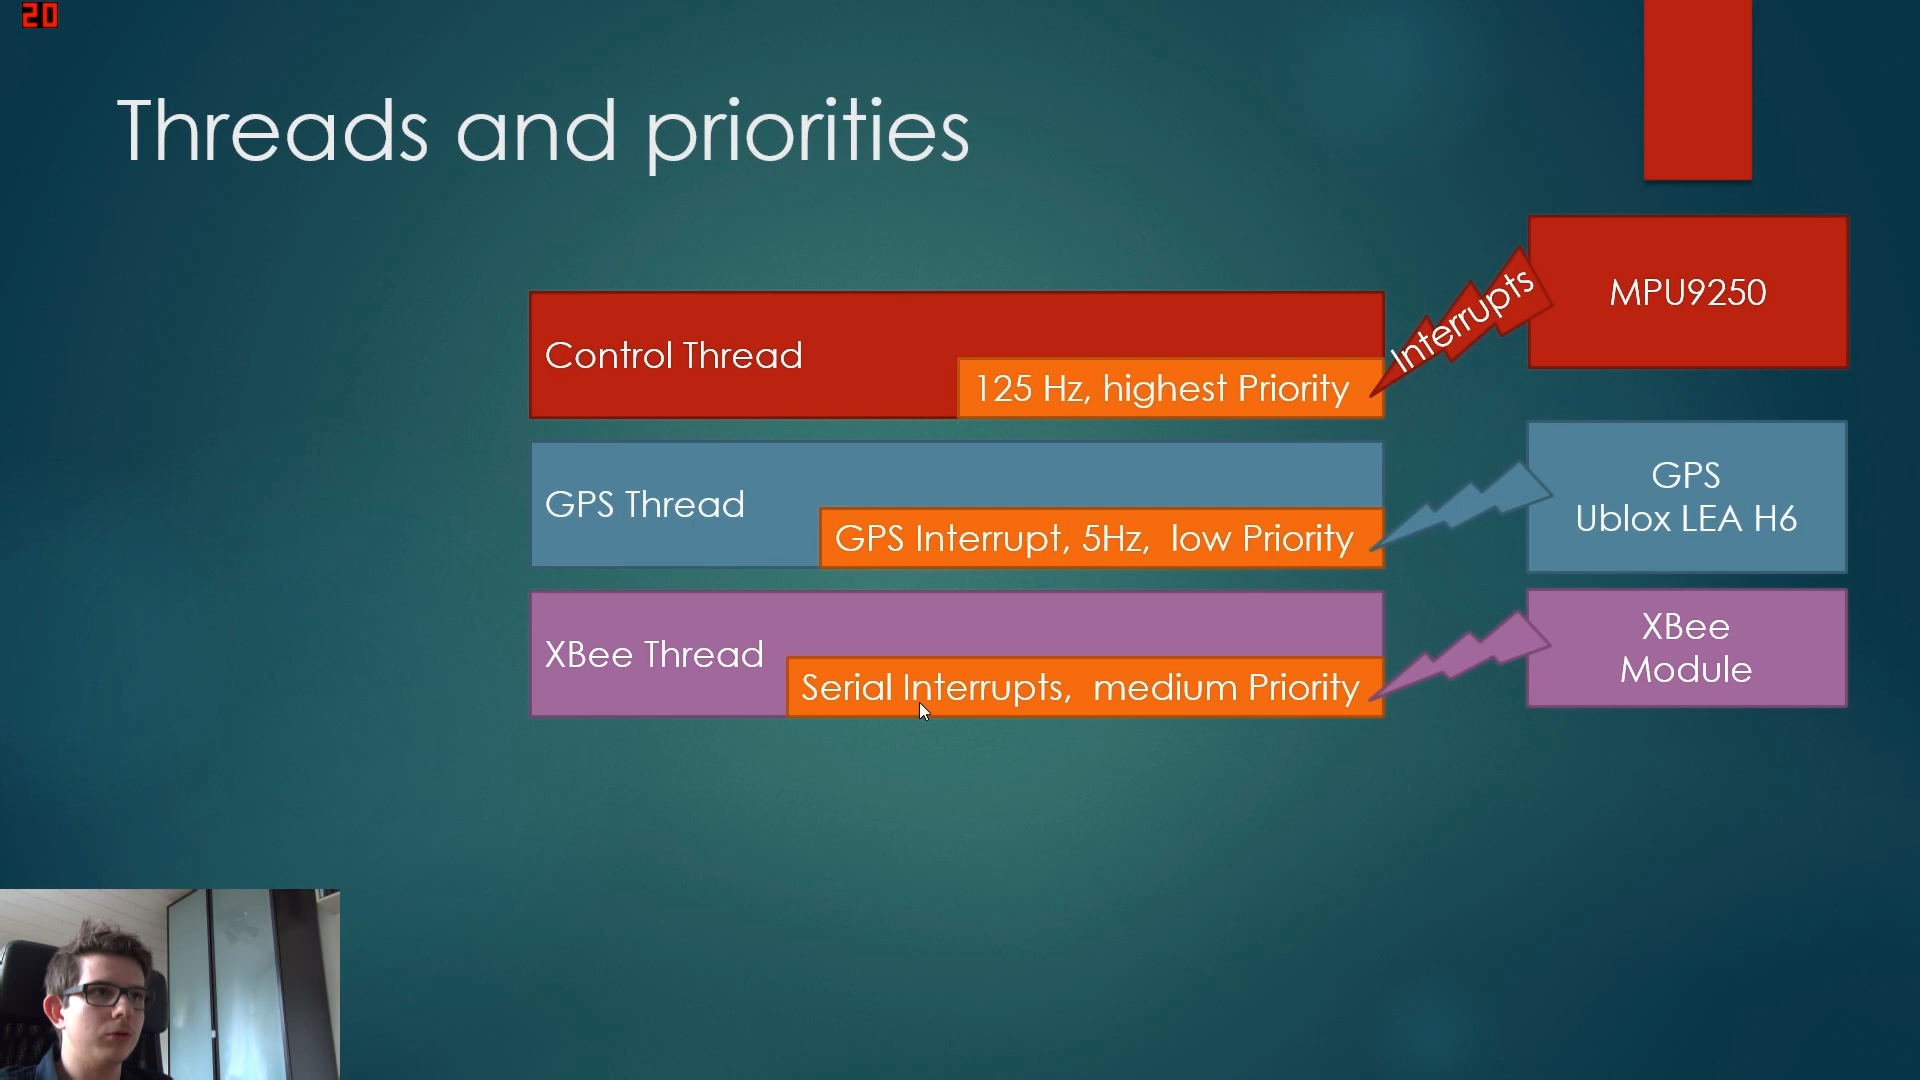 20
Threads and priorities
Control Thread
125 Hz, highest Priority
Interrupts
MPU9250
GPS Thread
GPS Interrupt, 5Hz,  low Priority
GPS
Ublox LEA H6
XBee Thread
Serial Interrupts,  medium Priority
XBee
Module